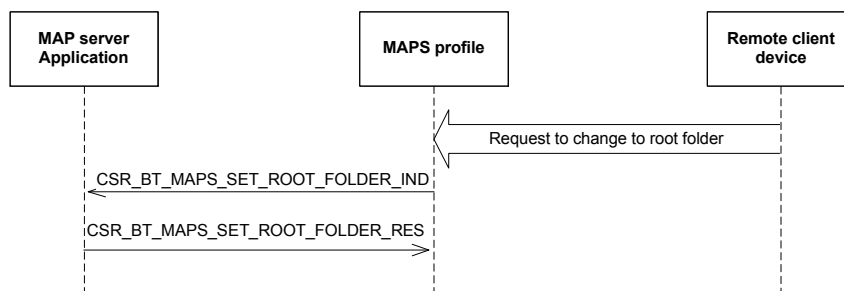 MAP server
Application
MAPS profile
Remote client
device
Request to change to root folder
CSR_BT_MAPS_SET_ROOT_FOLDER_IND
CSR_BT_MAPS_SET_ROOT_FOLDER_RES